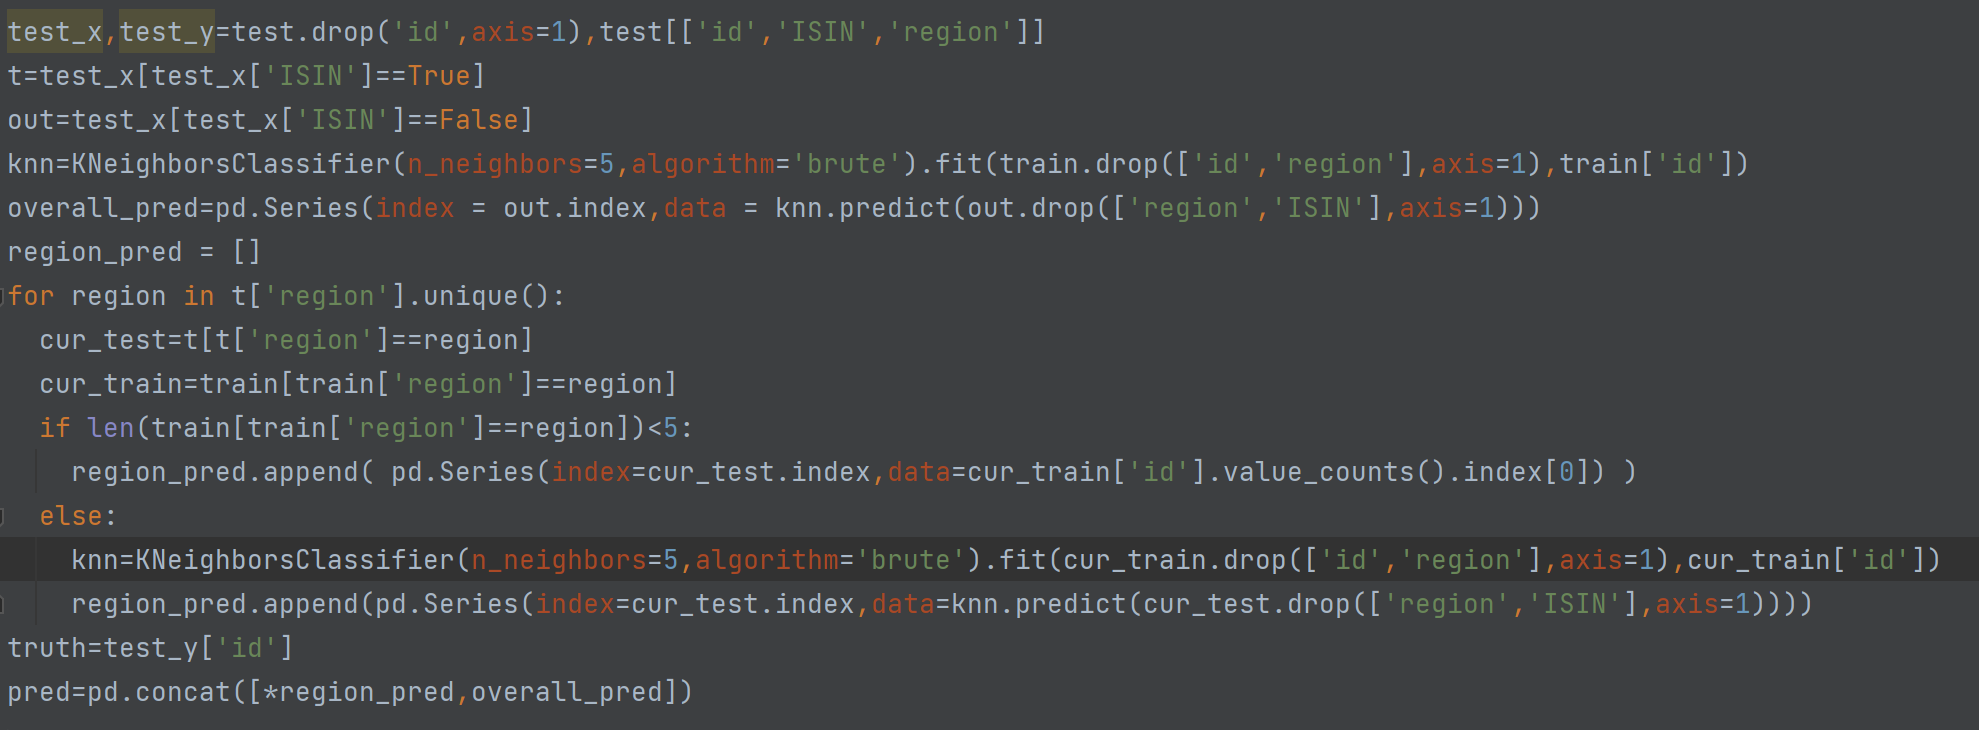 test_x,test_y=test.drop('id',axis=1),test[['id','ISIN','region']]
t=test_x[test_x['ISIN']==True]
out=test_x[test_x['ISIN']==False]
knn=KNeighborsClassifier(n_neighbors=5,algorithm='brute').fit(train.drop(['id','region'],axis=1),train['id'])
overall_pred=pd.Series(index = out.index,data = knn.predict(out.drop(['region','ISIN'],axis=1)))
region_pred = []
for region in t['region'].unique():
  cur_test=t[t['region']==region]
  cur_train=train[train['region']==region]
  if len(train[train['region']==region])<5:
    region_pred.append( pd.Series(index=cur_test.index,data=cur_train['id'].value_counts().index[0]) )
  else:
    knn=KNeighborsClassifier(n_neighbors=5,algorithm='brute').fit(cur_train.drop(['id','region'],axis=1),cur_train['id'])
    region_pred.append(pd.Series(index=cur_test.index,data=knn.predict(cur_test.drop(['region','ISIN'],axis=1))))
truth=test_y['id']
pred=pd.concat([*region_pred,overall_pred])